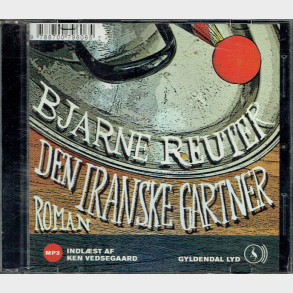 BJARNE REUTER
DEN IRANSKE GARTNER
ROMAN
MP3
INDLÆST AF
KEN VEDSEGAARD
GYLDENDAL LYD